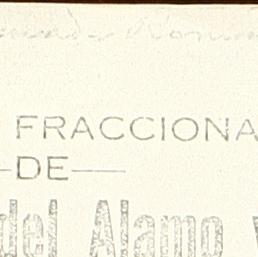 FRACCIONA
—DE—
del Alamo y